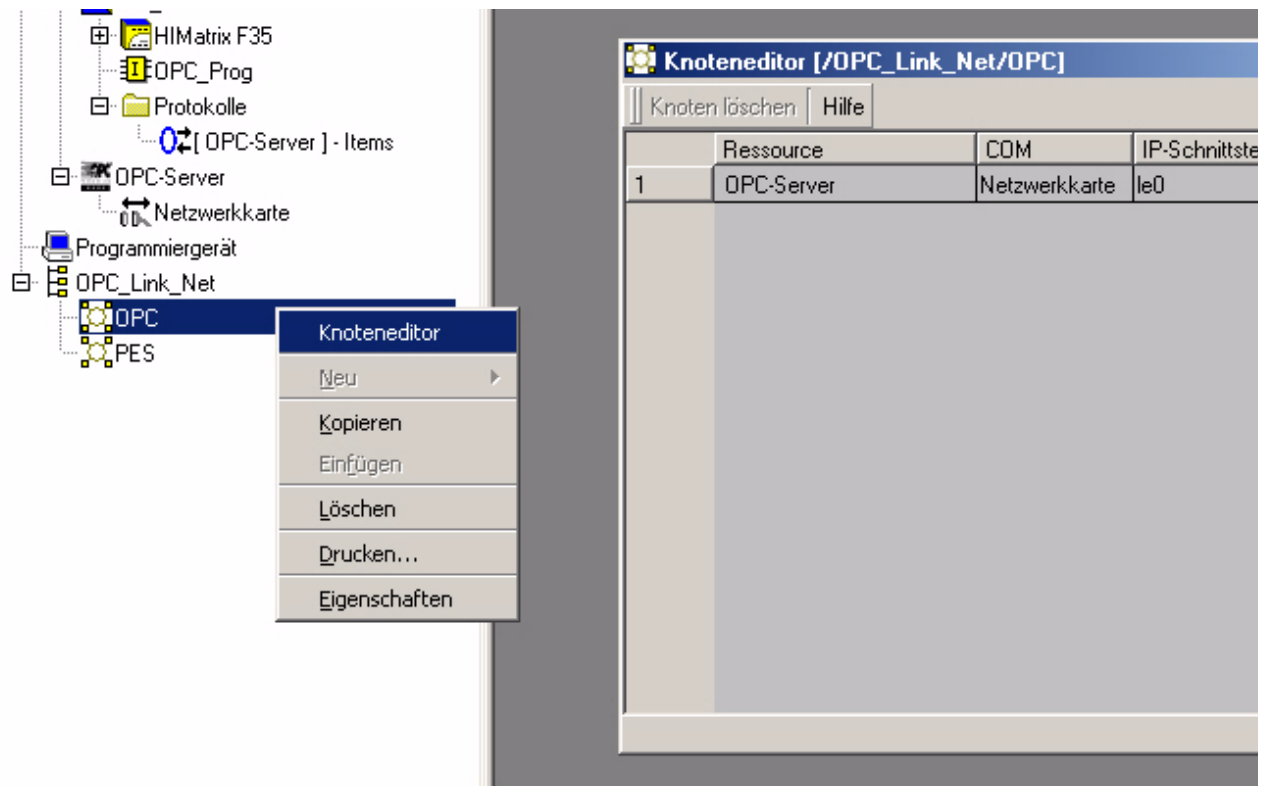 HIMatrix F35
OPC_Prog
Protokolle
[ OPC-Server ] - Items
OPC-Server
Netzwerkkarte
Programmiergerät
OPC_Link_Net
OPC
PES
Knoteneditor
Neu
Kopieren
Einfügen
Löschen
Drucken...
Eigenschaften
Knoteneditor [/OPC_Link_Net/OPC]
Knoten löschen Hilfe
Ressource COM IP-Schnittste
1 OPC-Server Netzwerkkarte le0